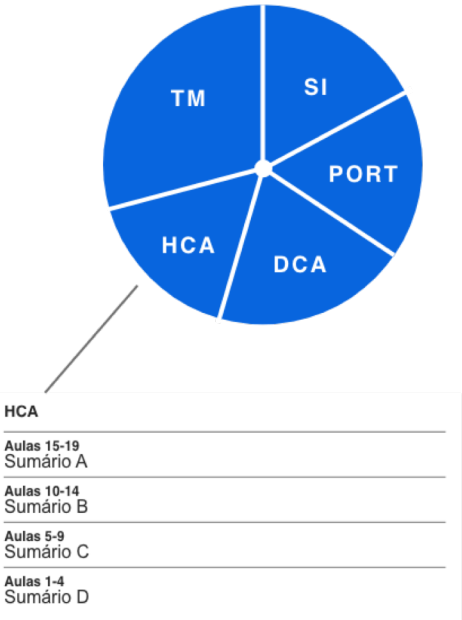 TM
SI
PORT
HCA
DCA
HCA
Aulas 15-19
Sumário A
Aulas 10-14
Sumário B
Aulas 5-9
Sumário C
Aulas 1-4
Sumário D